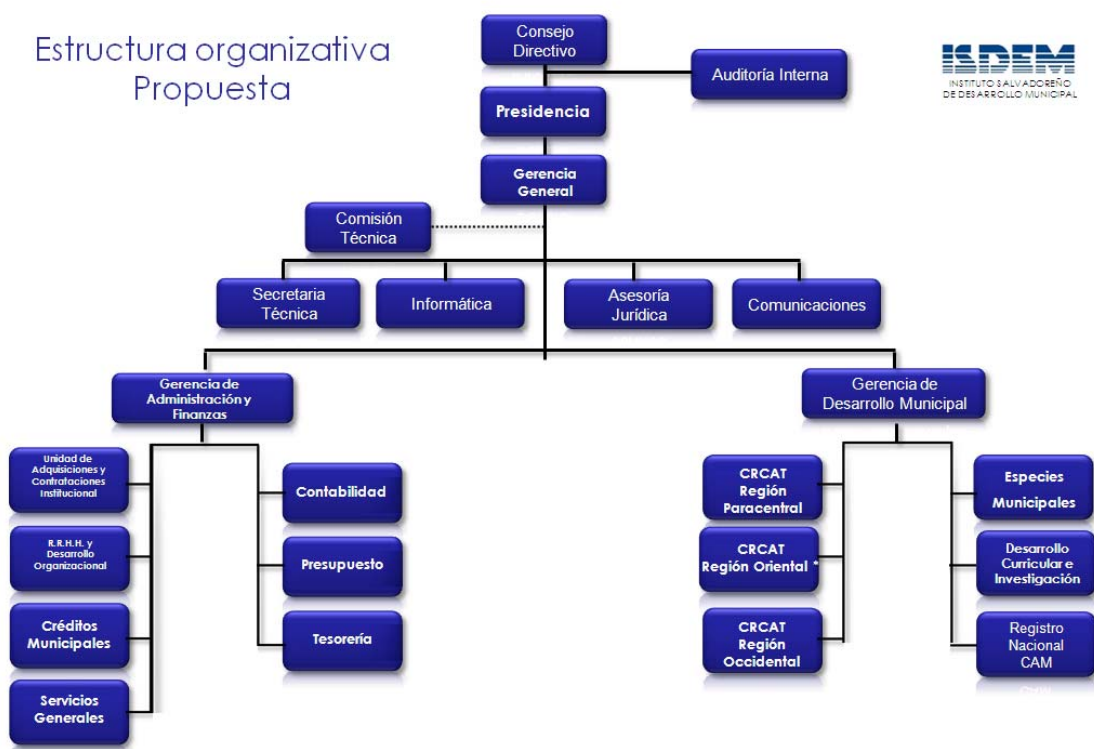 Estructura organizativa
Propuesta
Consejo
Directivo
Auditoría Interna
ISDEM
INSTITUTO SALVADOREÑO
DE DESARROLLO MUNICIPAL
Presidencia
Gerencia
General
Comisión
Técnica
Secretaria
Técnica
Informática
Asesoría
Jurídica
Comunicaciones
Gerencia de
Administración y
Finanzas
Gerencia de
Desarrollo Municipal
Unidad de
Adquisiciones y
Contrataciones
Institucional
R.R.H.H. y
Desarrollo
Organizacional
Créditos
Municipales
Servicios
Generales
Contabilidad
Presupuesto
Tesorería
CRCAT
Región
Paracentral
CRCAT
Región Oriental *
CRCAT
Región
Occidental
Especies
Municipales
Desarrollo
Curricular e
Investigación
Registro
Nacional
CAM